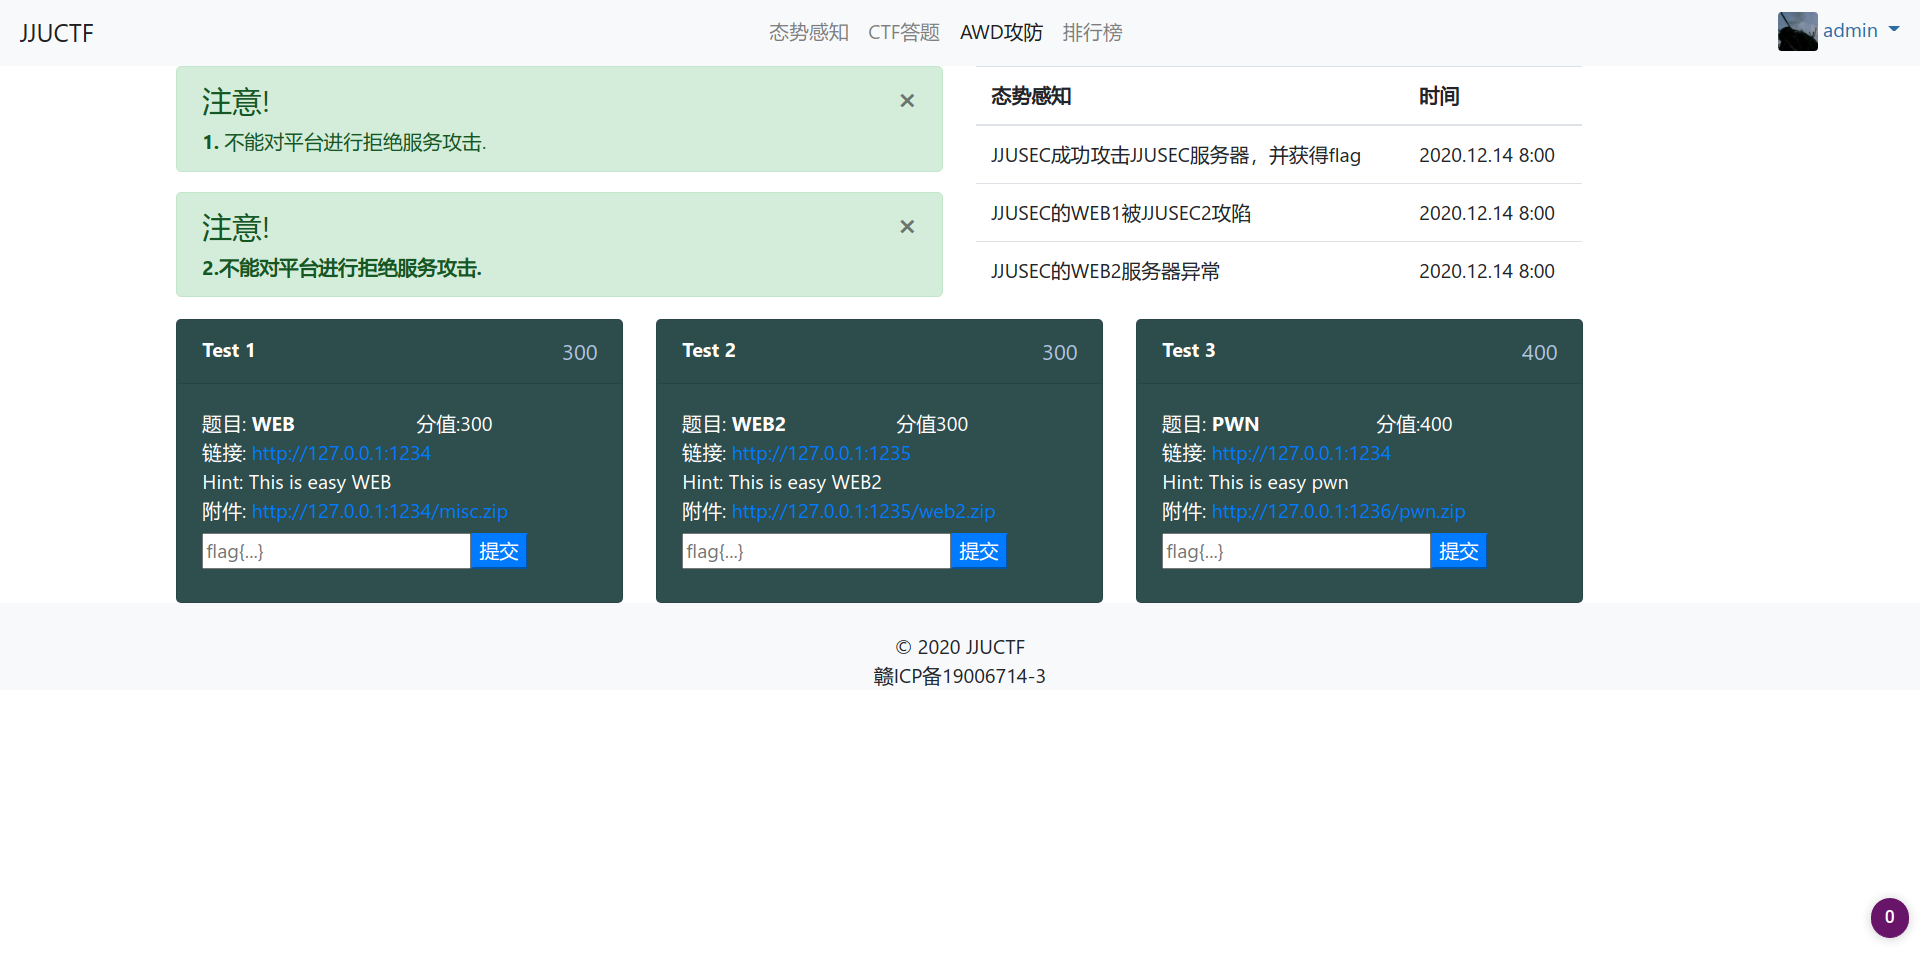 JJUCTF
态势感知 CTF答题 AWD攻防 排行榜
admin
注意!
×
1. 不能对平台进行拒绝服务攻击.
注意!
×
2.不能对平台进行拒绝服务攻击.
态势感知 时间
JJUSEC成功攻击JJUSEC服务器，并获得flag 2020.12.14 8:00
JJUSEC的WEB1被JJUSEC2攻陷 2020.12.14 8:00
JJUSEC的WEB2服务器异常 2020.12.14 8:00
Test 1 300
题目: WEB 分值:300
链接: http://127.0.0.1:1234
Hint: This is easy WEB
附件: http://127.0.0.1:1234/misc.zip
flag{...} 提交
Test 2 300
题目: WEB2 分值300
链接: http://127.0.0.1:1235
Hint: This is easy WEB2
附件: http://127.0.0.1:1235/web2.zip
flag{...} 提交
Test 3 400
题目: PWN 分值:400
链接: http://127.0.0.1:1234
Hint: This is easy pwn
附件: http://127.0.0.1:1236/pwn.zip
flag{...} 提交
© 2020 JJUCTF
赣ICP备19006714-3
0